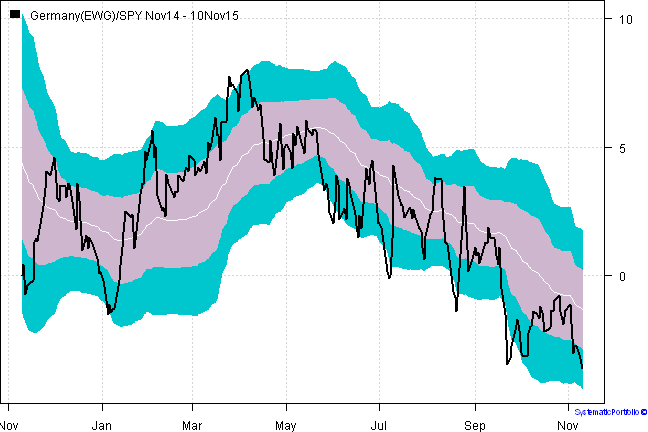 Germany(EWG)/SPY Nov14 - 10Nov15
10
5
0
Nov Jan Mar May Jul Sep Nov
SystematicPortfolio ©